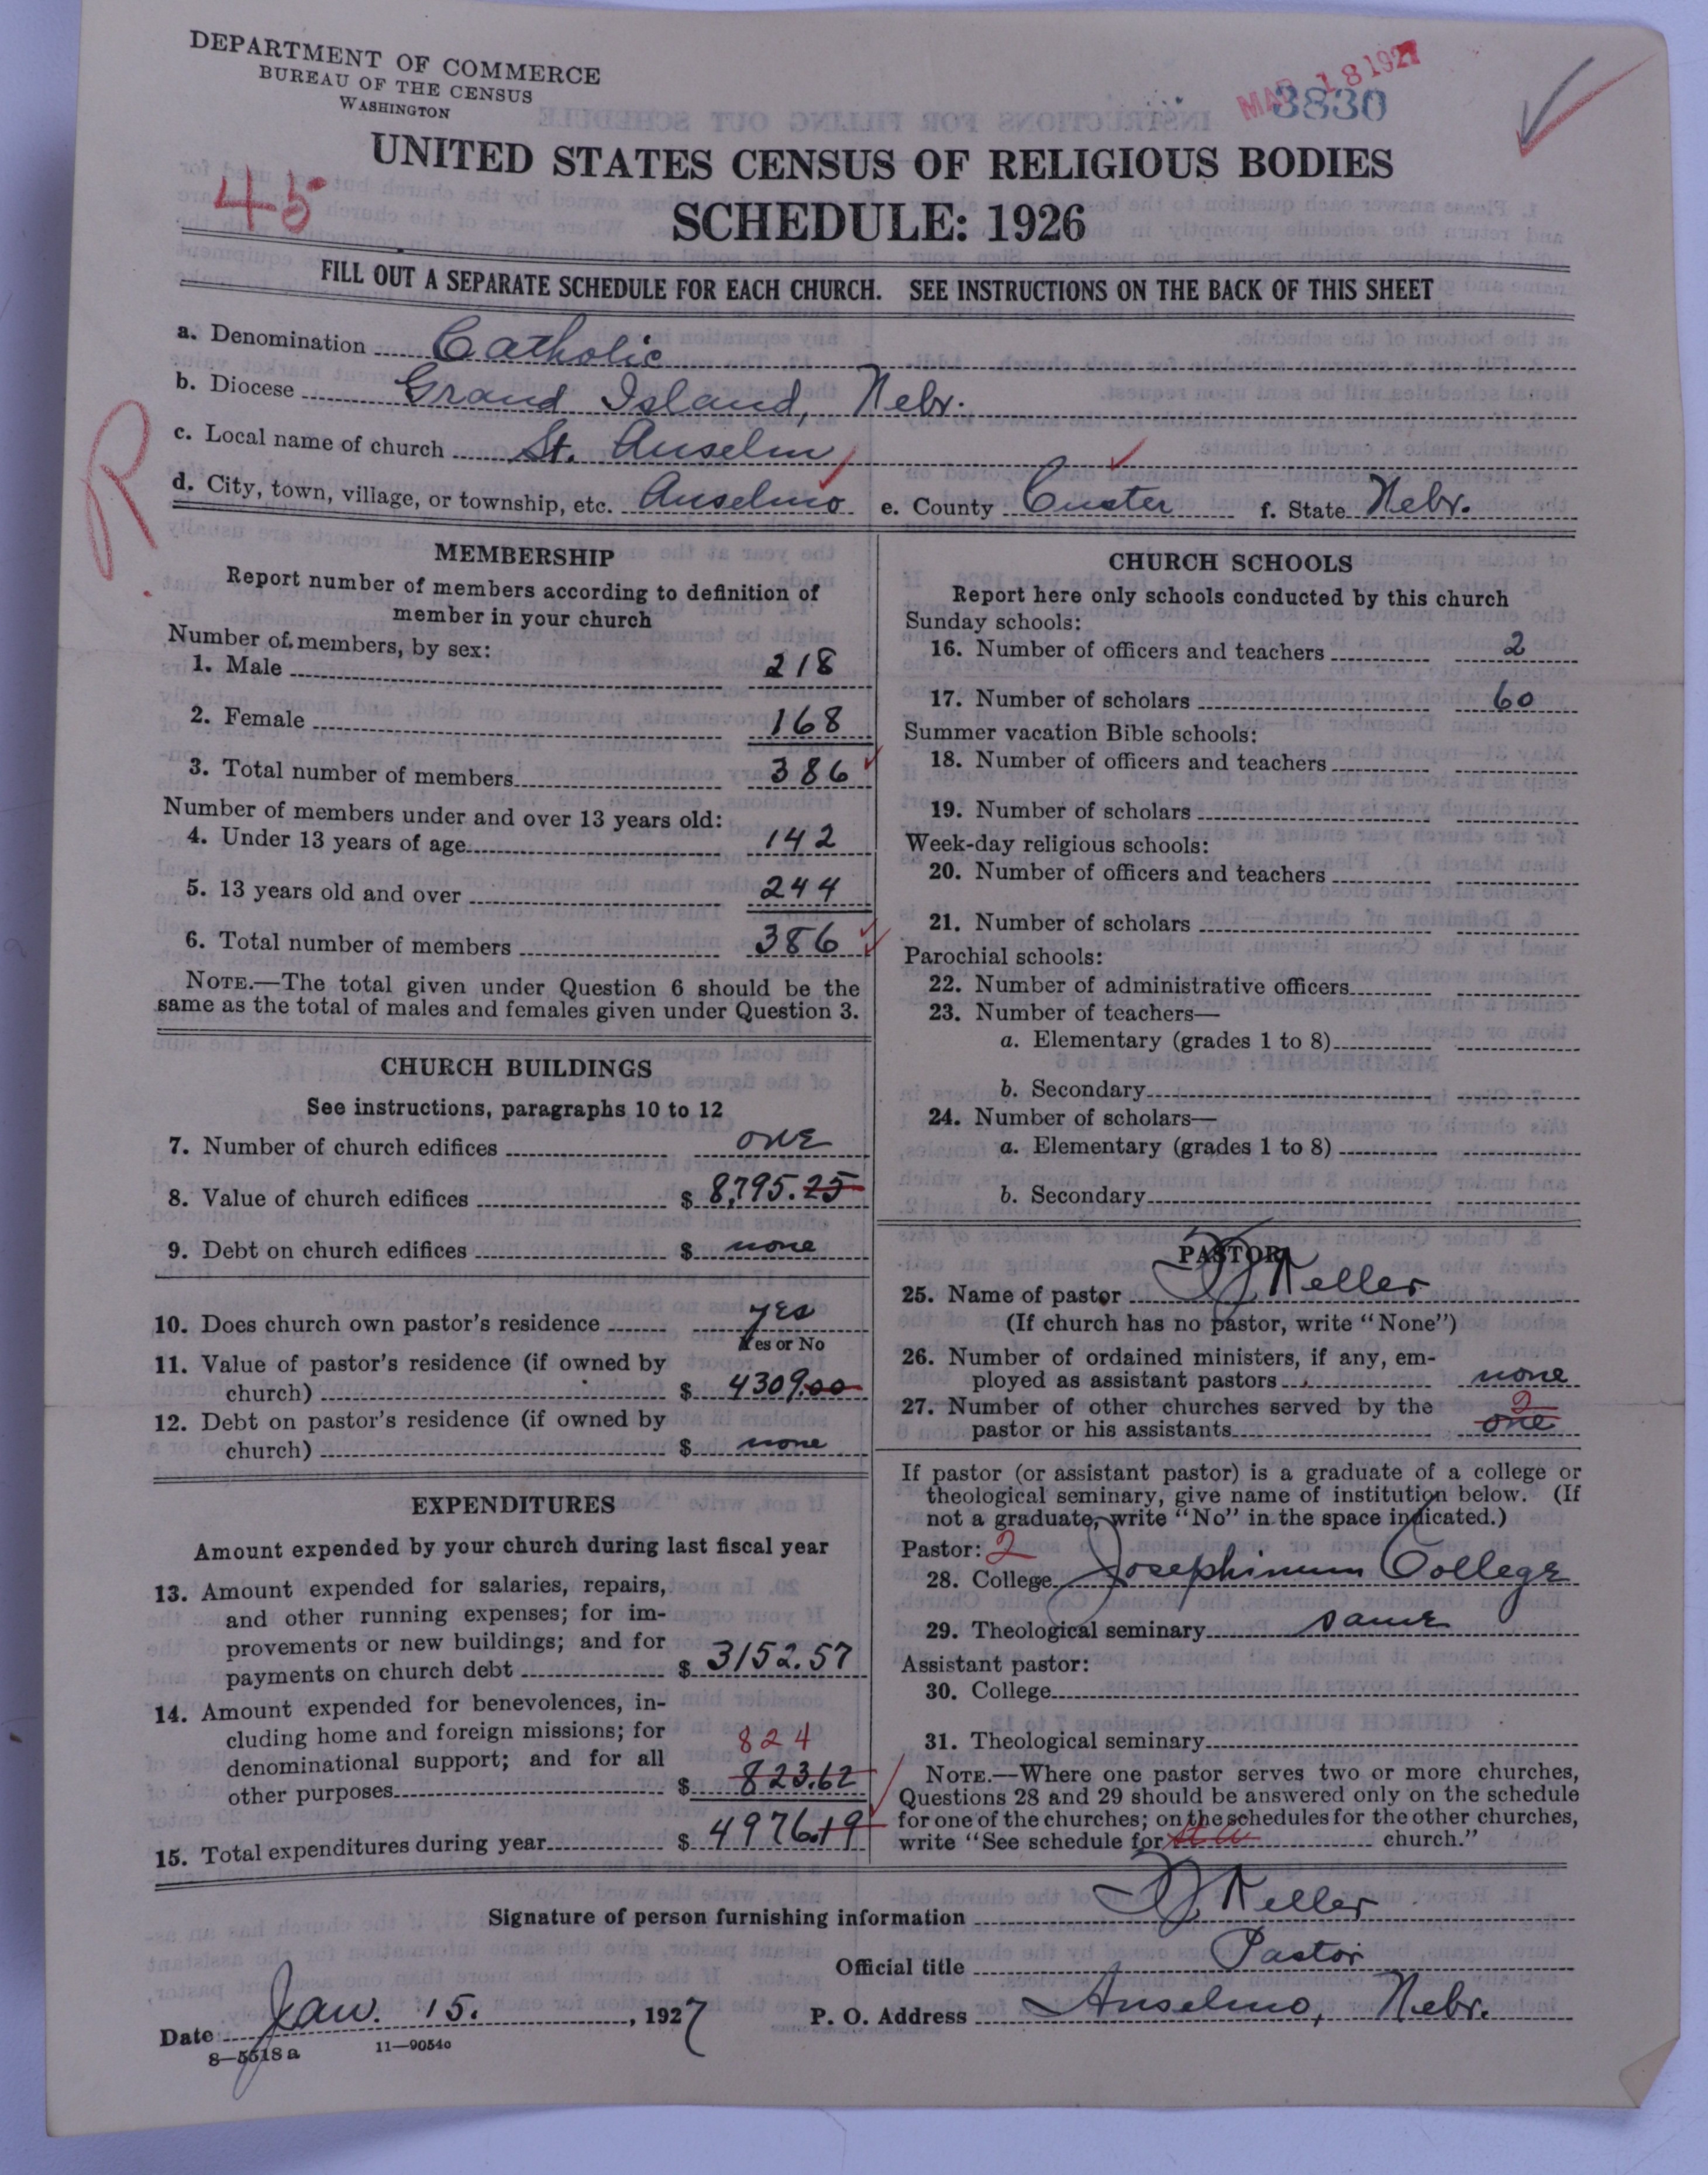 DEPARTMENT OF COMMERCE
BUREAU OF THE CENSUS
WASHINGTON
MAR 18 1927
3830
UNITED STATES CENSUS OF RELIGIOUS BODIES
45
SCHEDULE: 1926
FILL OUT A SEPARATE SCHEDULE FOR EACH CHURCH. SEE INSTRUCTIONS ON THE BACK OF THIS SHEET
a. Denomination Catholic
b. Diocese Grand Island, Nebr.
c. Local name of church St. Anselm
d. City, town, village, or township, etc. Anselmo e. County Custer f. State Nebr.
R
MEMBERSHIP
Report number of members according to definition of
member in your church
Number of members, by sex:
1. Male 218
2. Female 168
3. Total number of members 386
Number of members under and over 13 years old:
4. Under 13 years of age 142
5. 13 years old and over 244
6. Total number of members 386
NOTE.—The total given under Question 6 should be the
same as the total of males and females given under Question 3.
CHURCH BUILDINGS
See instructions, paragraphs 10 to 12
7. Number of church edifices one
8. Value of church edifices $ 8,795.25
9. Debt on church edifices $ none
10. Does church own pastor's residence yes
Yes or No
11. Value of pastor's residence (if owned by
church) $ 4309.00
12. Debt on pastor's residence (if owned by
church) $ none
EXPENDITURES
Amount expended by your church during last fiscal year
13. Amount expended for salaries, repairs,
and other running expenses; for im-
provements or new buildings; and for
payments on church debt $ 3152.57
14. Amount expended for benevolences, in-
cluding home and foreign missions; for
824
denominational support; and for all
other purposes $ 823.62
15. Total expenditures during year $ 4976.19
CHURCH SCHOOLS
Report here only schools conducted by this church
Sunday schools:
16. Number of officers and teachers 2
17. Number of scholars 60
Summer vacation Bible schools:
18. Number of officers and teachers
19. Number of scholars
Week-day religious schools:
20. Number of officers and teachers
21. Number of scholars
Parochial schools:
22. Number of administrative officers
23. Number of teachers—
a. Elementary (grades 1 to 8)
b. Secondary
24. Number of scholars—
a. Elementary (grades 1 to 8)
b. Secondary
PASTOR
25. Name of pastor Keller
(If church has no pastor, write "None")
26. Number of ordained ministers, if any, em-
ployed as assistant pastors none
27. Number of other churches served by the 2
pastor or his assistants one
If pastor (or assistant pastor) is a graduate of a college or
theological seminary, give name of institution below. (If
not a graduate, write "No" in the space indicated.)
Pastor: 2
28. College Josephinum College
29. Theological seminary same
Assistant pastor:
30. College
31. Theological seminary
NOTE.—Where one pastor serves two or more churches,
Questions 28 and 29 should be answered only on the schedule
for one of the churches; on the schedules for the other churches,
write "See schedule for church."
Signature of person furnishing information Keller
Official title Pastor
Date Jan. 15. , 1927 P. O. Address Anselmo, Nebr.
8—5518 a 11—9054o